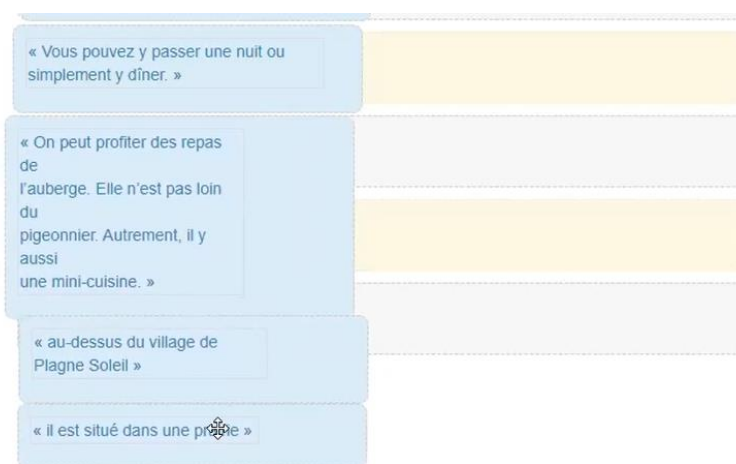 « Vous pouvez y passer une nuit ou
simplement y dîner. »
« On peut profiter des repas
de
l'auberge. Elle n'est pas loin
du
pigeonnier. Autrement, il y
aussi
une mini-cuisine. »
« au-dessus du village de
Plagne Soleil »
« il est situé dans une »